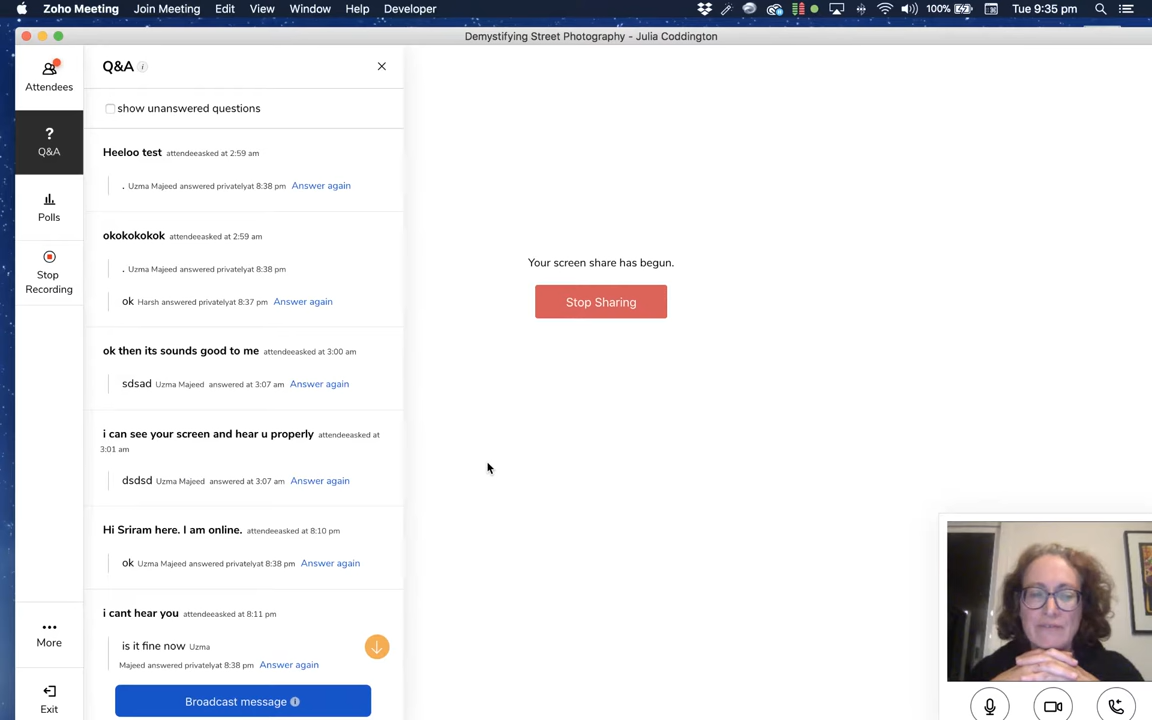 Zoho Meeting Join Meeting Edit View Window Help Developer 100% Tue 9:35 pm
Demystifying Street Photography - Julia Coddington
Attendees
Q&A
Polls
Stop
Recording
More
Exit
Q&A
show unanswered questions
Heeloo test attendeeasked at 2:59 am
. Uzma Majeed answered privatelyat 8:38 pm Answer again
okokokokok attendeeasked at 2:59 am
. Uzma Majeed answered privatelyat 8:38 pm
ok Harsh answered privatelyat 8:37 pm Answer again
ok then its sounds good to me attendeeasked at 3:00 am
sdsad Uzma Majeed answered at 3:07 am Answer again
i can see your screen and hear u properly attendeeasked at
3:01 am
dsdsd Uzma Majeed answered at 3:07 am Answer again
Hi Sriram here. I am online. attendeeasked at 8:10 pm
ok Uzma Majeed answered privatelyat 8:38 pm Answer again
i cant hear you attendeeasked at 8:11 pm
is it fine now Uzma
Majeed answered privatelyat 8:38 pm Answer again
Broadcast message
Your screen share has begun.
Stop Sharing